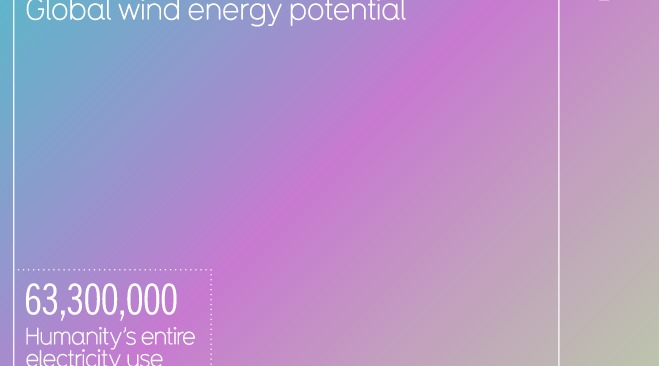 Global wind energy potential
63,300,000
Humanity's entire
electricity use